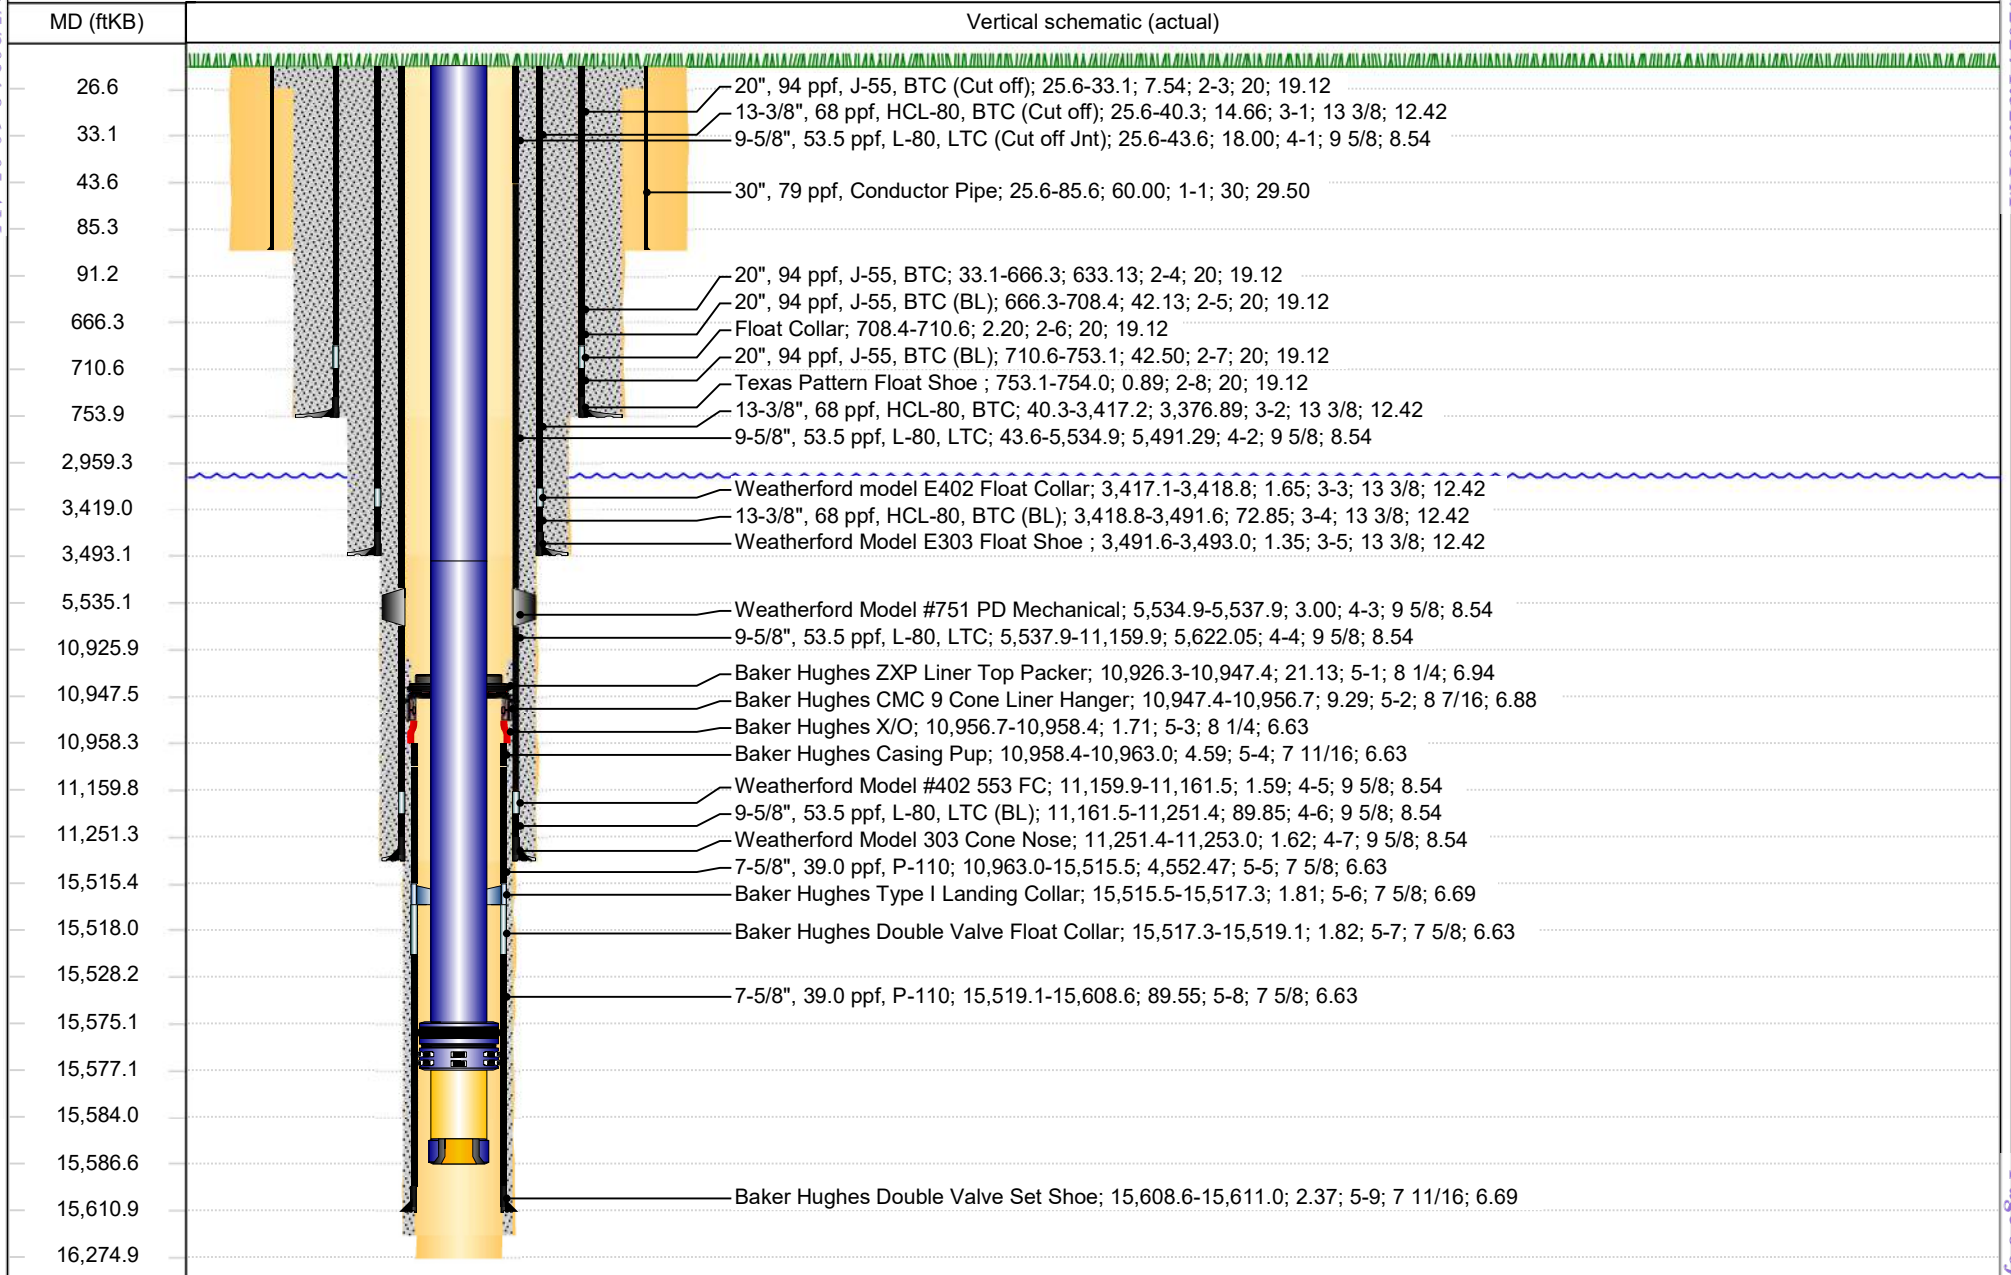 MD (ftKB)
Vertical schematic (actual)
26.6
33.1
43.6
85.3
91.2
666.3
710.6
753.9
2,959.3
3,419.0
3,493.1
5,535.1
10,925.9
10,947.5
10,958.3
11,159.8
11,251.3
15,515.4
15,518.0
15,528.2
15,575.1
15,577.1
15,584.0
15,586.6
15,610.9
16,274.9
20", 94 ppf, J-55, BTC (Cut off); 25.6-33.1; 7.54; 2-3; 20; 19.12
13-3/8", 68 ppf, HCL-80, BTC (Cut off); 25.6-40.3; 14.66; 3-1; 13 3/8; 12.42
9-5/8", 53.5 ppf, L-80, LTC (Cut off Jnt); 25.6-43.6; 18.00; 4-1; 9 5/8; 8.54
30", 79 ppf, Conductor Pipe; 25.6-85.6; 60.00; 1-1; 30; 29.50
20", 94 ppf, J-55, BTC; 33.1-666.3; 633.13; 2-4; 20; 19.12
20", 94 ppf, J-55, BTC (BL); 666.3-708.4; 42.13; 2-5; 20; 19.12
Float Collar; 708.4-710.6; 2.20; 2-6; 20; 19.12
20", 94 ppf, J-55, BTC (BL); 710.6-753.1; 42.50; 2-7; 20; 19.12
Texas Pattern Float Shoe ; 753.1-754.0; 0.89; 2-8; 20; 19.12
13-3/8", 68 ppf, HCL-80, BTC; 40.3-3,417.2; 3,376.89; 3-2; 13 3/8; 12.42
9-5/8", 53.5 ppf, L-80, LTC; 43.6-5,534.9; 5,491.29; 4-2; 9 5/8; 8.54
Weatherford model E402 Float Collar; 3,417.1-3,418.8; 1.65; 3-3; 13 3/8; 12.42
13-3/8", 68 ppf, HCL-80, BTC (BL); 3,418.8-3,491.6; 72.85; 3-4; 13 3/8; 12.42
Weatherford Model E303 Float Shoe ; 3,491.6-3,493.0; 1.35; 3-5; 13 3/8; 12.42
Weatherford Model #751 PD Mechanical; 5,534.9-5,537.9; 3.00; 4-3; 9 5/8; 8.54
9-5/8", 53.5 ppf, L-80, LTC; 5,537.9-11,159.9; 5,622.05; 4-4; 9 5/8; 8.54
Baker Hughes ZXP Liner Top Packer; 10,926.3-10,947.4; 21.13; 5-1; 8 1/4; 6.94
Baker Hughes CMC 9 Cone Liner Hanger; 10,947.4-10,956.7; 9.29; 5-2; 8 7/16; 6.88
Baker Hughes X/O; 10,956.7-10,958.4; 1.71; 5-3; 8 1/4; 6.63
Baker Hughes Casing Pup; 10,958.4-10,963.0; 4.59; 5-4; 7 11/16; 6.63
Weatherford Model #402 553 FC; 11,159.9-11,161.5; 1.59; 4-5; 9 5/8; 8.54
9-5/8", 53.5 ppf, L-80, LTC (BL); 11,161.5-11,251.4; 89.85; 4-6; 9 5/8; 8.54
Weatherford Model 303 Cone Nose; 11,251.4-11,253.0; 1.62; 4-7; 9 5/8; 8.54
7-5/8", 39.0 ppf, P-110; 10,963.0-15,515.5; 4,552.47; 5-5; 7 5/8; 6.63
Baker Hughes Type I Landing Collar; 15,515.5-15,517.3; 1.81; 5-6; 7 5/8; 6.69
Baker Hughes Double Valve Float Collar; 15,517.3-15,519.1; 1.82; 5-7; 7 5/8; 6.63
7-5/8", 39.0 ppf, P-110; 15,519.1-15,608.6; 89.55; 5-8; 7 5/8; 6.63
Baker Hughes Double Valve Set Shoe; 15,608.6-15,611.0; 2.37; 5-9; 7 11/16; 6.69